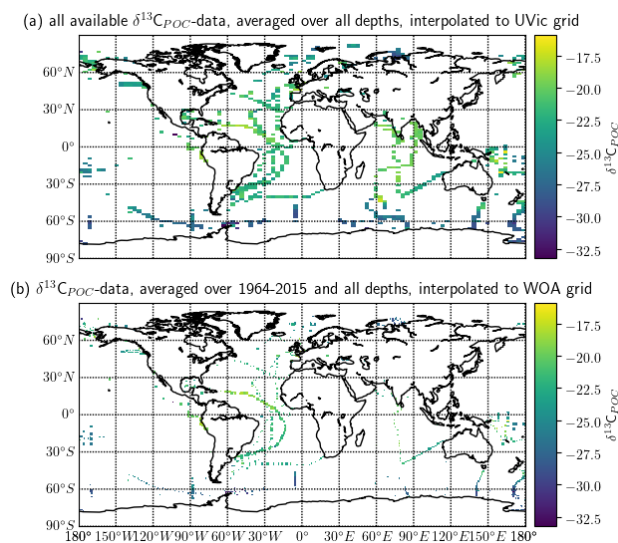 (a) all available δ¹³C_POC-data, averaged over all depths, interpolated to UVic grid
60°N
30°N
0°
30°S
60°S
90°S
−17.5
−20.0
−22.5
−25.0
−27.5
−30.0
−32.5
δ¹³C_POC
(b) δ¹³C_POC-data, averaged over 1964-2015 and all depths, interpolated to WOA grid
60°N
30°N
0°
30°S
60°S
90°S
180° 150°W 120°W 90°W 60°W 30°W 0° 30°E 60°E 90°E 120°E 150°E 180°
−17.5
−20.0
−22.5
−25.0
−27.5
−30.0
−32.5
δ¹³C_POC